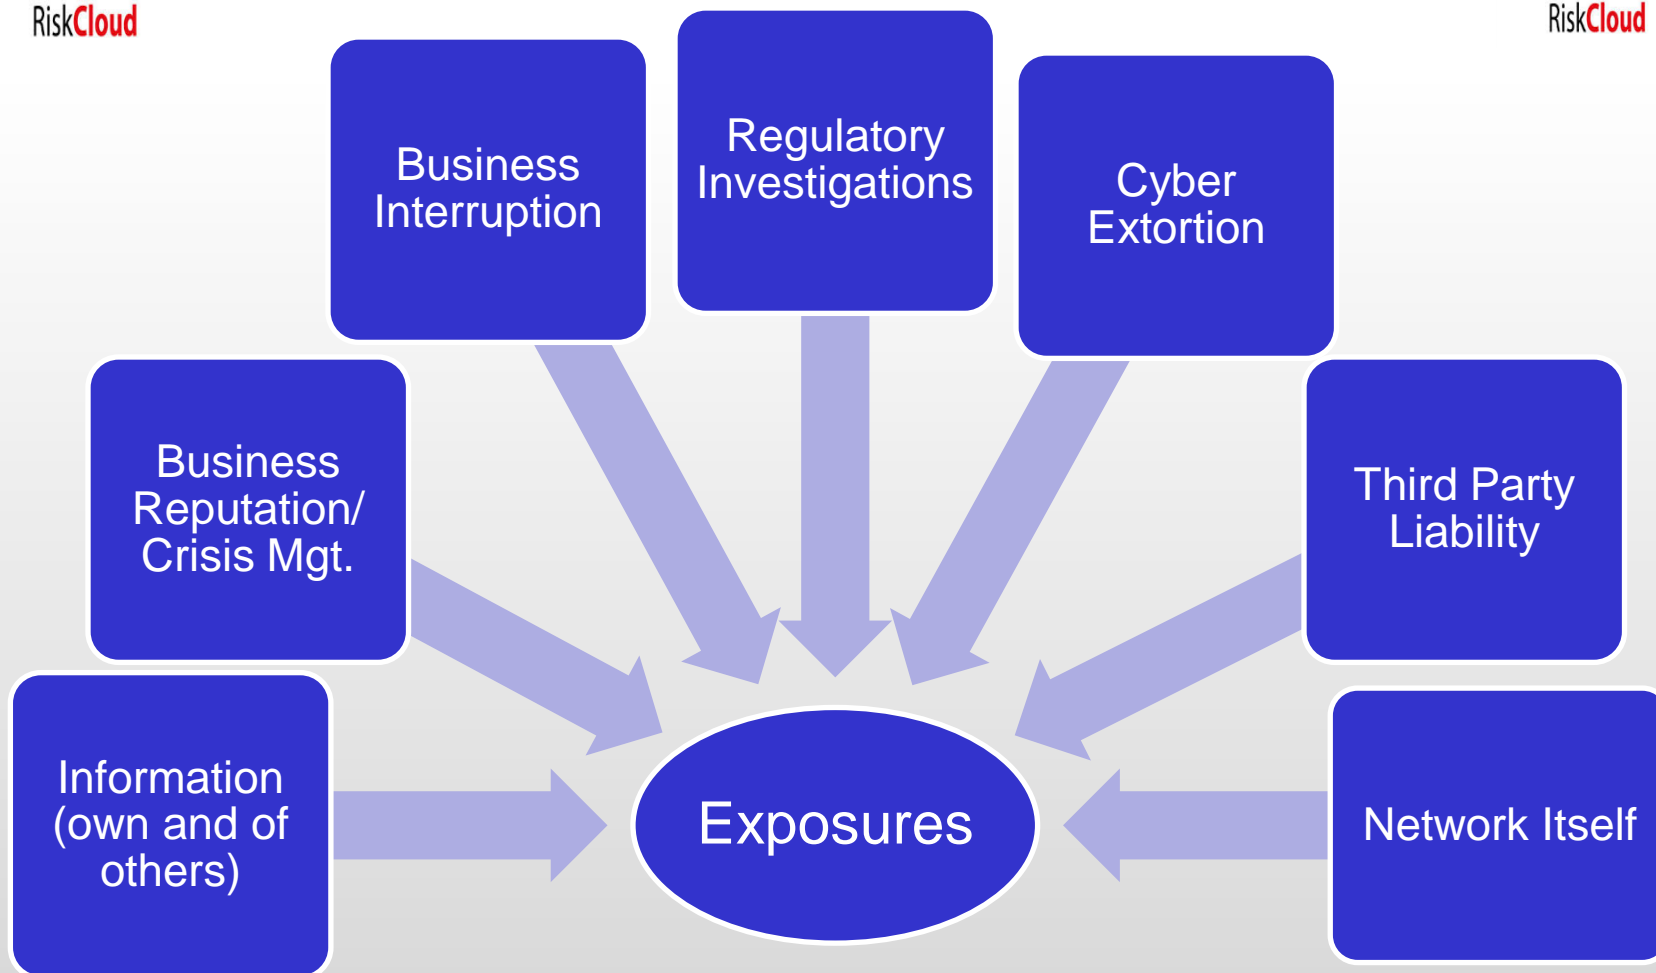 RiskCloud
RiskCloud
Regulatory
Investigations
Business
Interruption
Cyber
Extortion
Business
Reputation/
Crisis Mgt.
Third Party
Liability
Information
(own and of
others)
Exposures
Network Itself